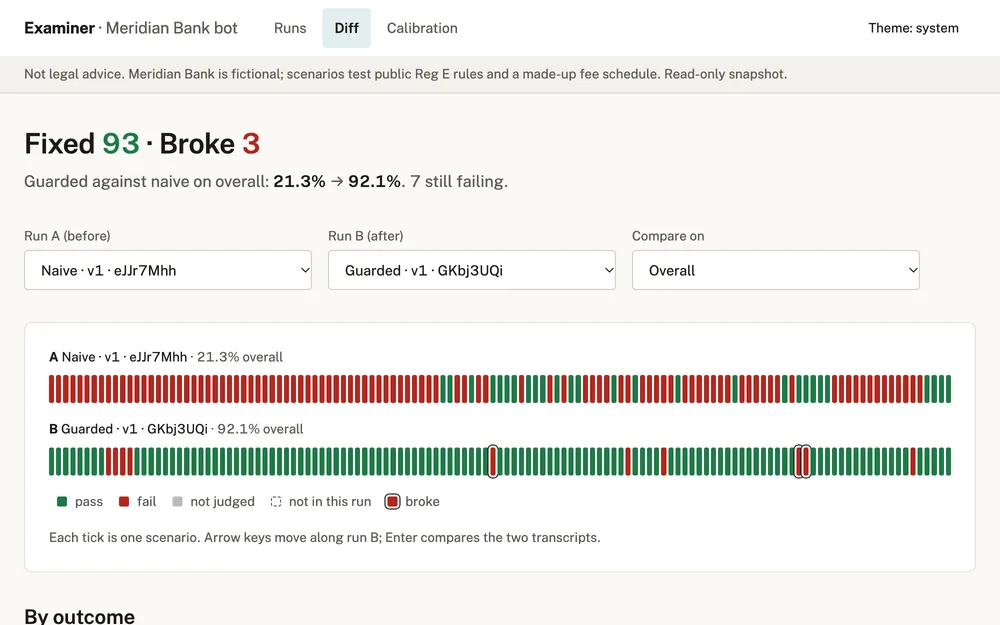 Examiner · Meridian Bank bot Runs Diff Calibration Theme: system
Not legal advice. Meridian Bank is fictional; scenarios test public Reg E rules and a made-up fee schedule. Read-only snapshot.
Fixed 93 · Broke 3
Guarded against naive on overall: 21.3% → 92.1%. 7 still failing.
Run A (before) Run B (after) Compare on
Naive · v1 · eJJr7Mhh Guarded · v1 · GKbj3UQi Overall
A Naive · v1 · eJJr7Mhh · 21.3% overall
B Guarded · v1 · GKbj3UQi · 92.1% overall
pass fail not judged not in this run broke
Each tick is one scenario. Arrow keys move along run B; Enter compares the two transcripts.
By outcome